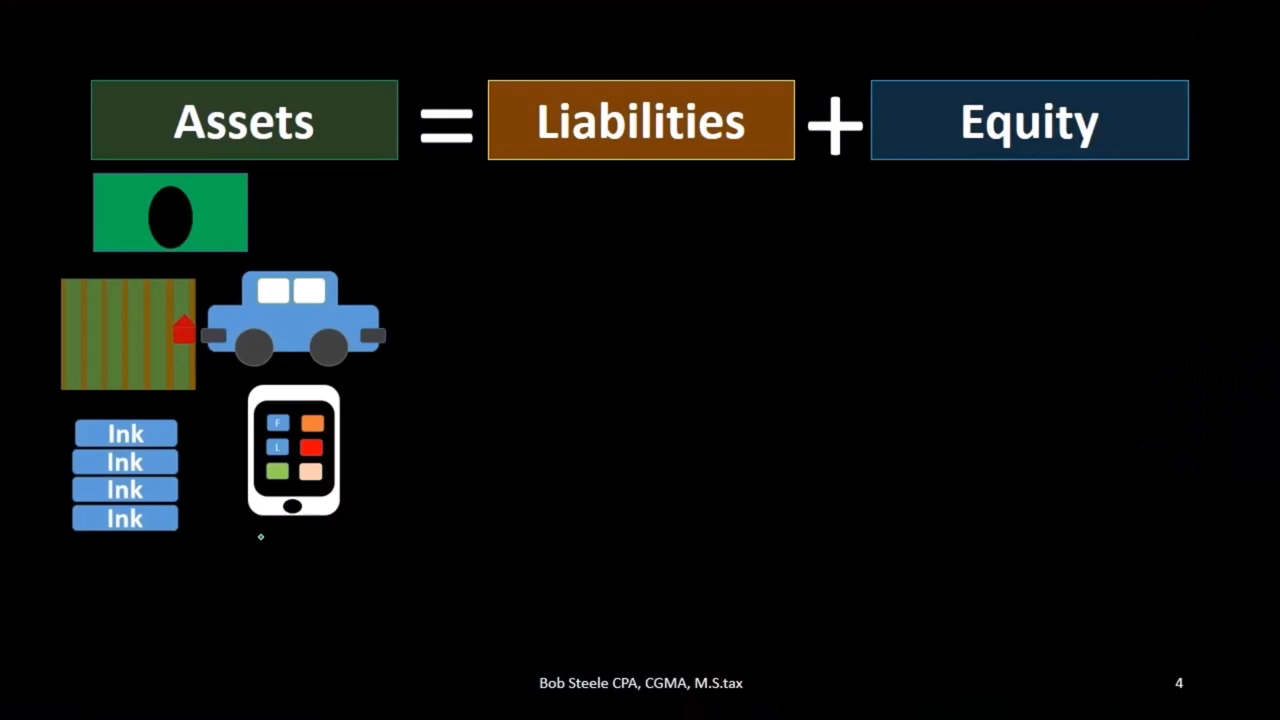 Assets = Liabilities + Equity
F
L
Ink
Ink
Ink
Ink
Bob Steele CPA, CGMA, M.S.tax
4